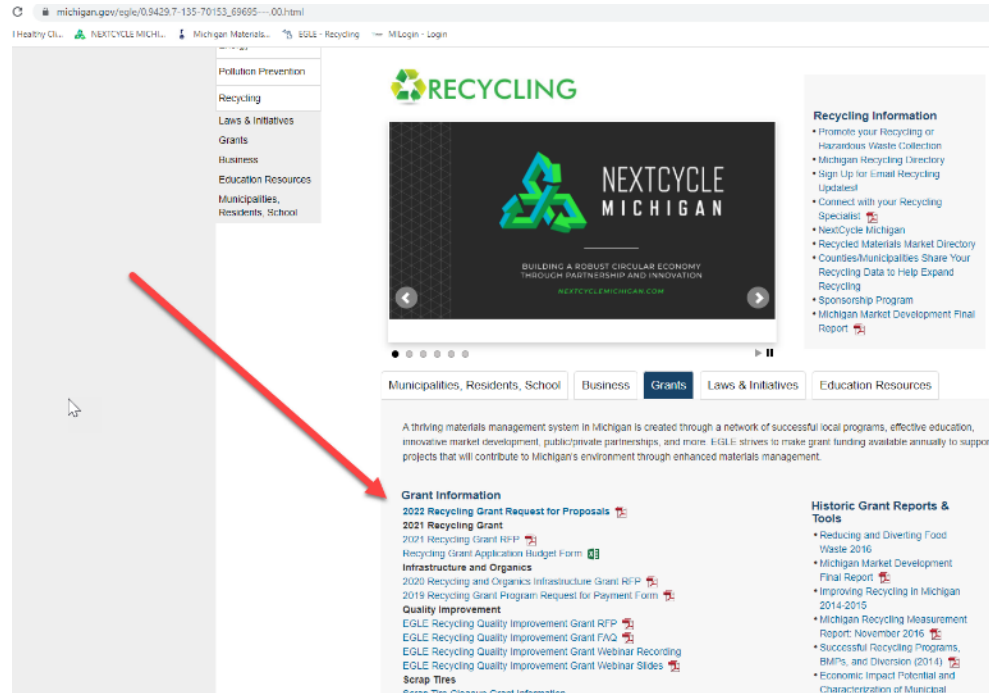 michigan.gov/egle/0.9429.7-135-70153_69695---.00.html
l Healthy Cli... NEXTCYCLE MICHI... Michigan Materials... EGLE - Recycling MiLogin - Login
Pollution Prevention
Recycling
Laws & Initiatives
Grants
Business
Education Resources
Municipalities,
Residents, School
RECYCLING
NEXTCYCLE
MICHIGAN
BUILDING A ROBUST CIRCULAR ECONOMY
THROUGH PARTNERSHIP AND INNOVATION
NEXTCYCLEMICHIGAN.COM
Recycling Information
• Promote your Recycling or
Hazardous Waste Collection
• Michigan Recycling Directory
• Sign Up for Email Recycling
Updates!
• Connect with your Recycling
Specialist
• NextCycle Michigan
• Recycled Materials Market Directory
• Counties/Municipalities Share Your
Recycling Data to Help Expand
Recycling
• Sponsorship Program
• Michigan Market Development Final
Report
Municipalities, Residents, School Business Grants Laws & Initiatives Education Resources
A thriving materials management system in Michigan is created through a network of successful local programs, effective education,
innovative market development, public/private partnerships, and more. EGLE strives to make grant funding available annually to suppor
projects that will contribute to Michigan's environment through enhanced materials management.
Grant Information
2022 Recycling Grant Request for Proposals
2021 Recycling Grant
2021 Recycling Grant RFP
Recycling Grant Application Budget Form
Infrastructure and Organics
2020 Recycling and Organics Infrastructure Grant RFP
2019 Recycling Grant Program Request for Payment Form
Quality Improvement
EGLE Recycling Quality Improvement Grant RFP
EGLE Recycling Quality Improvement Grant FAQ
EGLE Recycling Quality Improvement Grant Webinar Recording
EGLE Recycling Quality Improvement Grant Webinar Slides
Scrap Tires
Scrap Tire Cleanup Grant Information
Historic Grant Reports &
Tools
• Reducing and Diverting Food
Waste 2016
• Michigan Market Development
Final Report
• Improving Recycling in Michigan
2014-2015
• Michigan Recycling Measurement
Report: November 2016
• Successful Recycling Programs,
BMPs, and Diversion (2014)
• Economic Impact Potential and
Characterization of Municipal